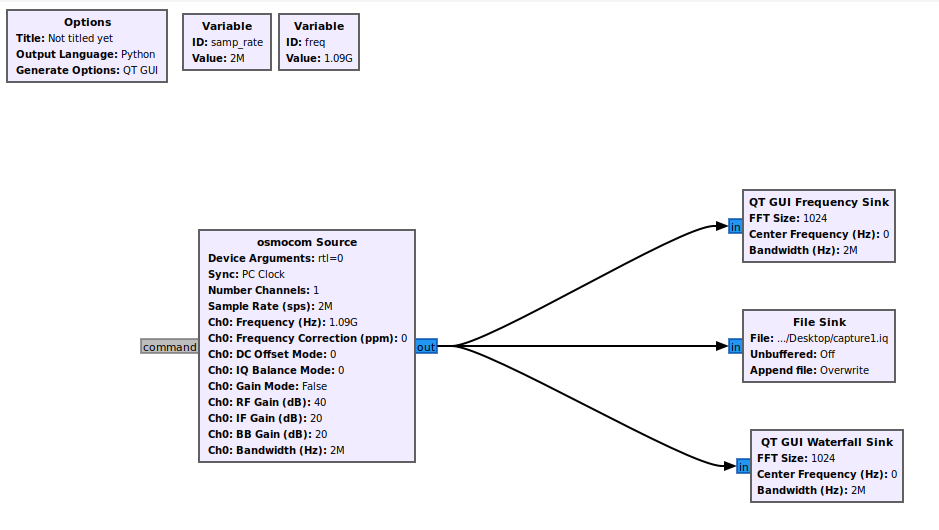 Options
Title: Not titled yet
Output Language: Python
Generate Options: QT GUI
Variable
ID: samp_rate
Value: 2M
Variable
ID: freq
Value: 1.09G
command
osmocom Source
Device Arguments: rtl=0
Sync: PC Clock
Number Channels: 1
Sample Rate (sps): 2M
Ch0: Frequency (Hz): 1.09G
Ch0: Frequency Correction (ppm): 0
Ch0: DC Offset Mode: 0
Ch0: IQ Balance Mode: 0
Ch0: Gain Mode: False
Ch0: RF Gain (dB): 40
Ch0: IF Gain (dB): 20
Ch0: BB Gain (dB): 20
Ch0: Bandwidth (Hz): 2M
out
in
QT GUI Frequency Sink
FFT Size: 1024
Center Frequency (Hz): 0
Bandwidth (Hz): 2M
in
File Sink
File: .../Desktop/capture1.iq
Unbuffered: Off
Append file: Overwrite
in
QT GUI Waterfall Sink
FFT Size: 1024
Center Frequency (Hz): 0
Bandwidth (Hz): 2M